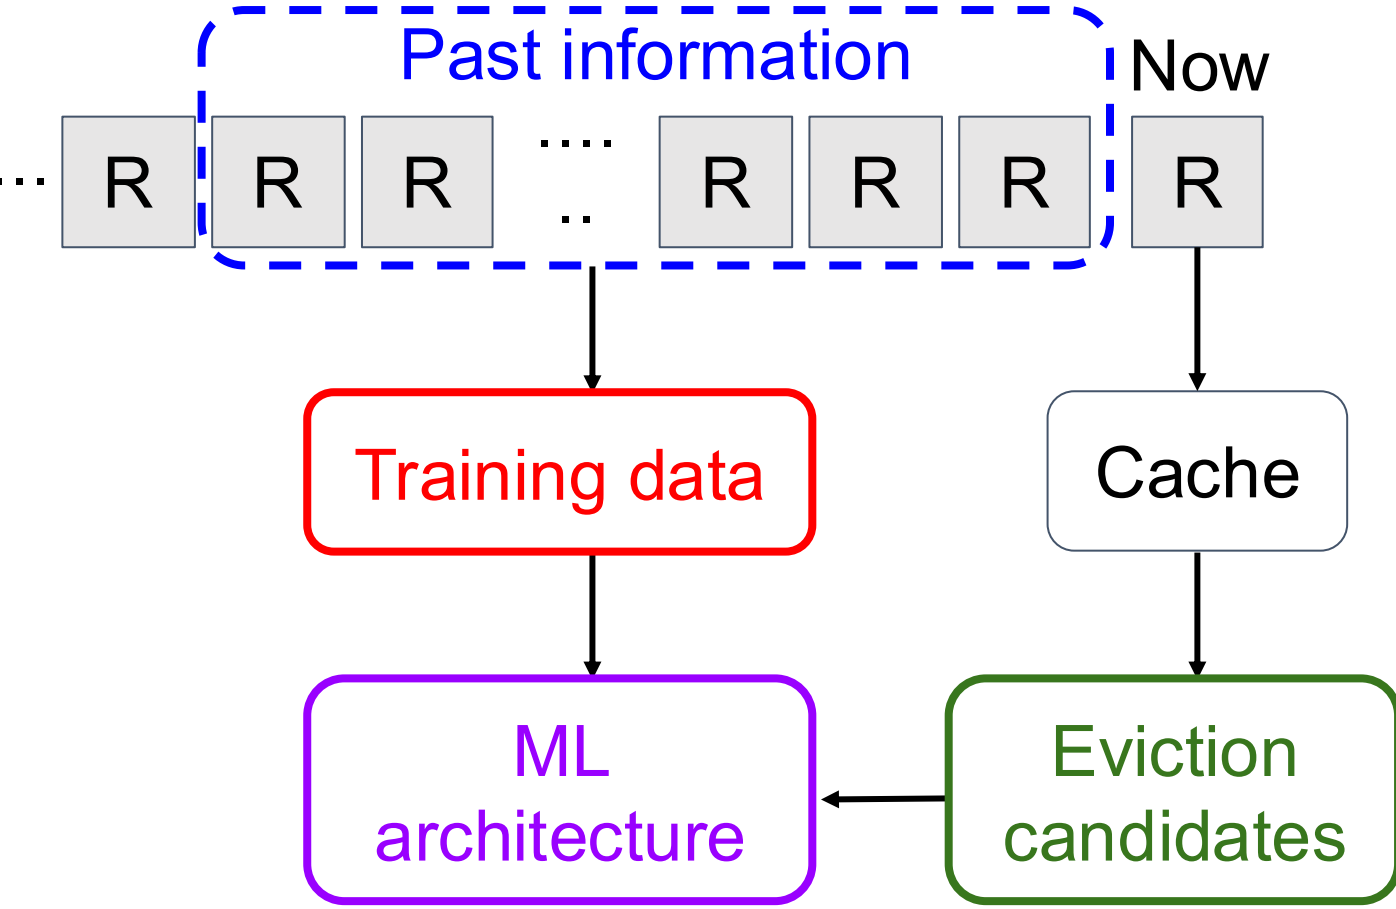 Past information
Now
... R R R .... .. R R R R
Training data
Cache
ML
architecture
Eviction
candidates